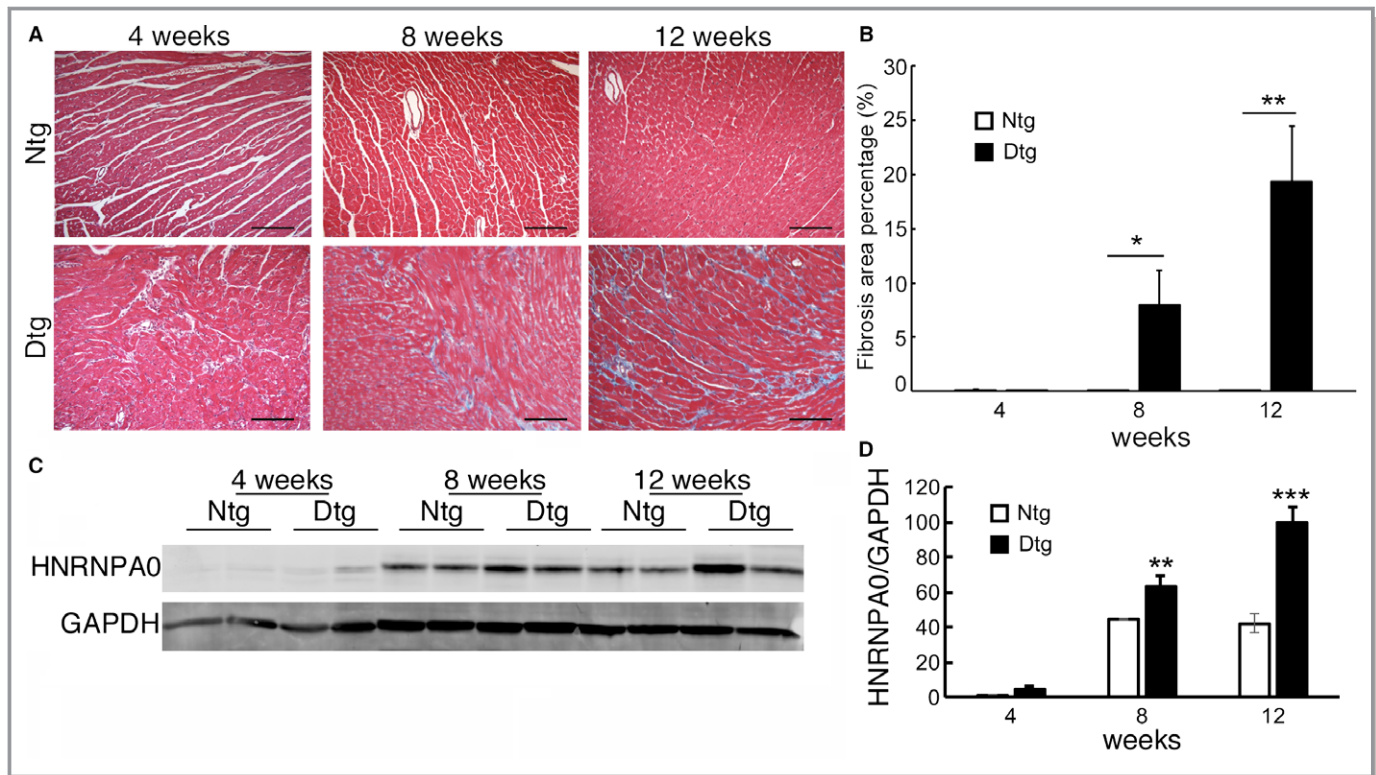 A
4 weeks
8 weeks
12 weeks
Ntg
Dtg
B
Fibrosis area percentage (%)
30
25
20
15
10
5
0
Ntg
Dtg
*
**
4
8
12
weeks
C
4 weeks
8 weeks
12 weeks
Ntg
Dtg
Ntg
Dtg
Ntg
Dtg
HNRNPA0
GAPDH
D
HNRNPA0/GAPDH
120
100
80
60
40
20
0
Ntg
Dtg
**
***
4
8
12
weeks